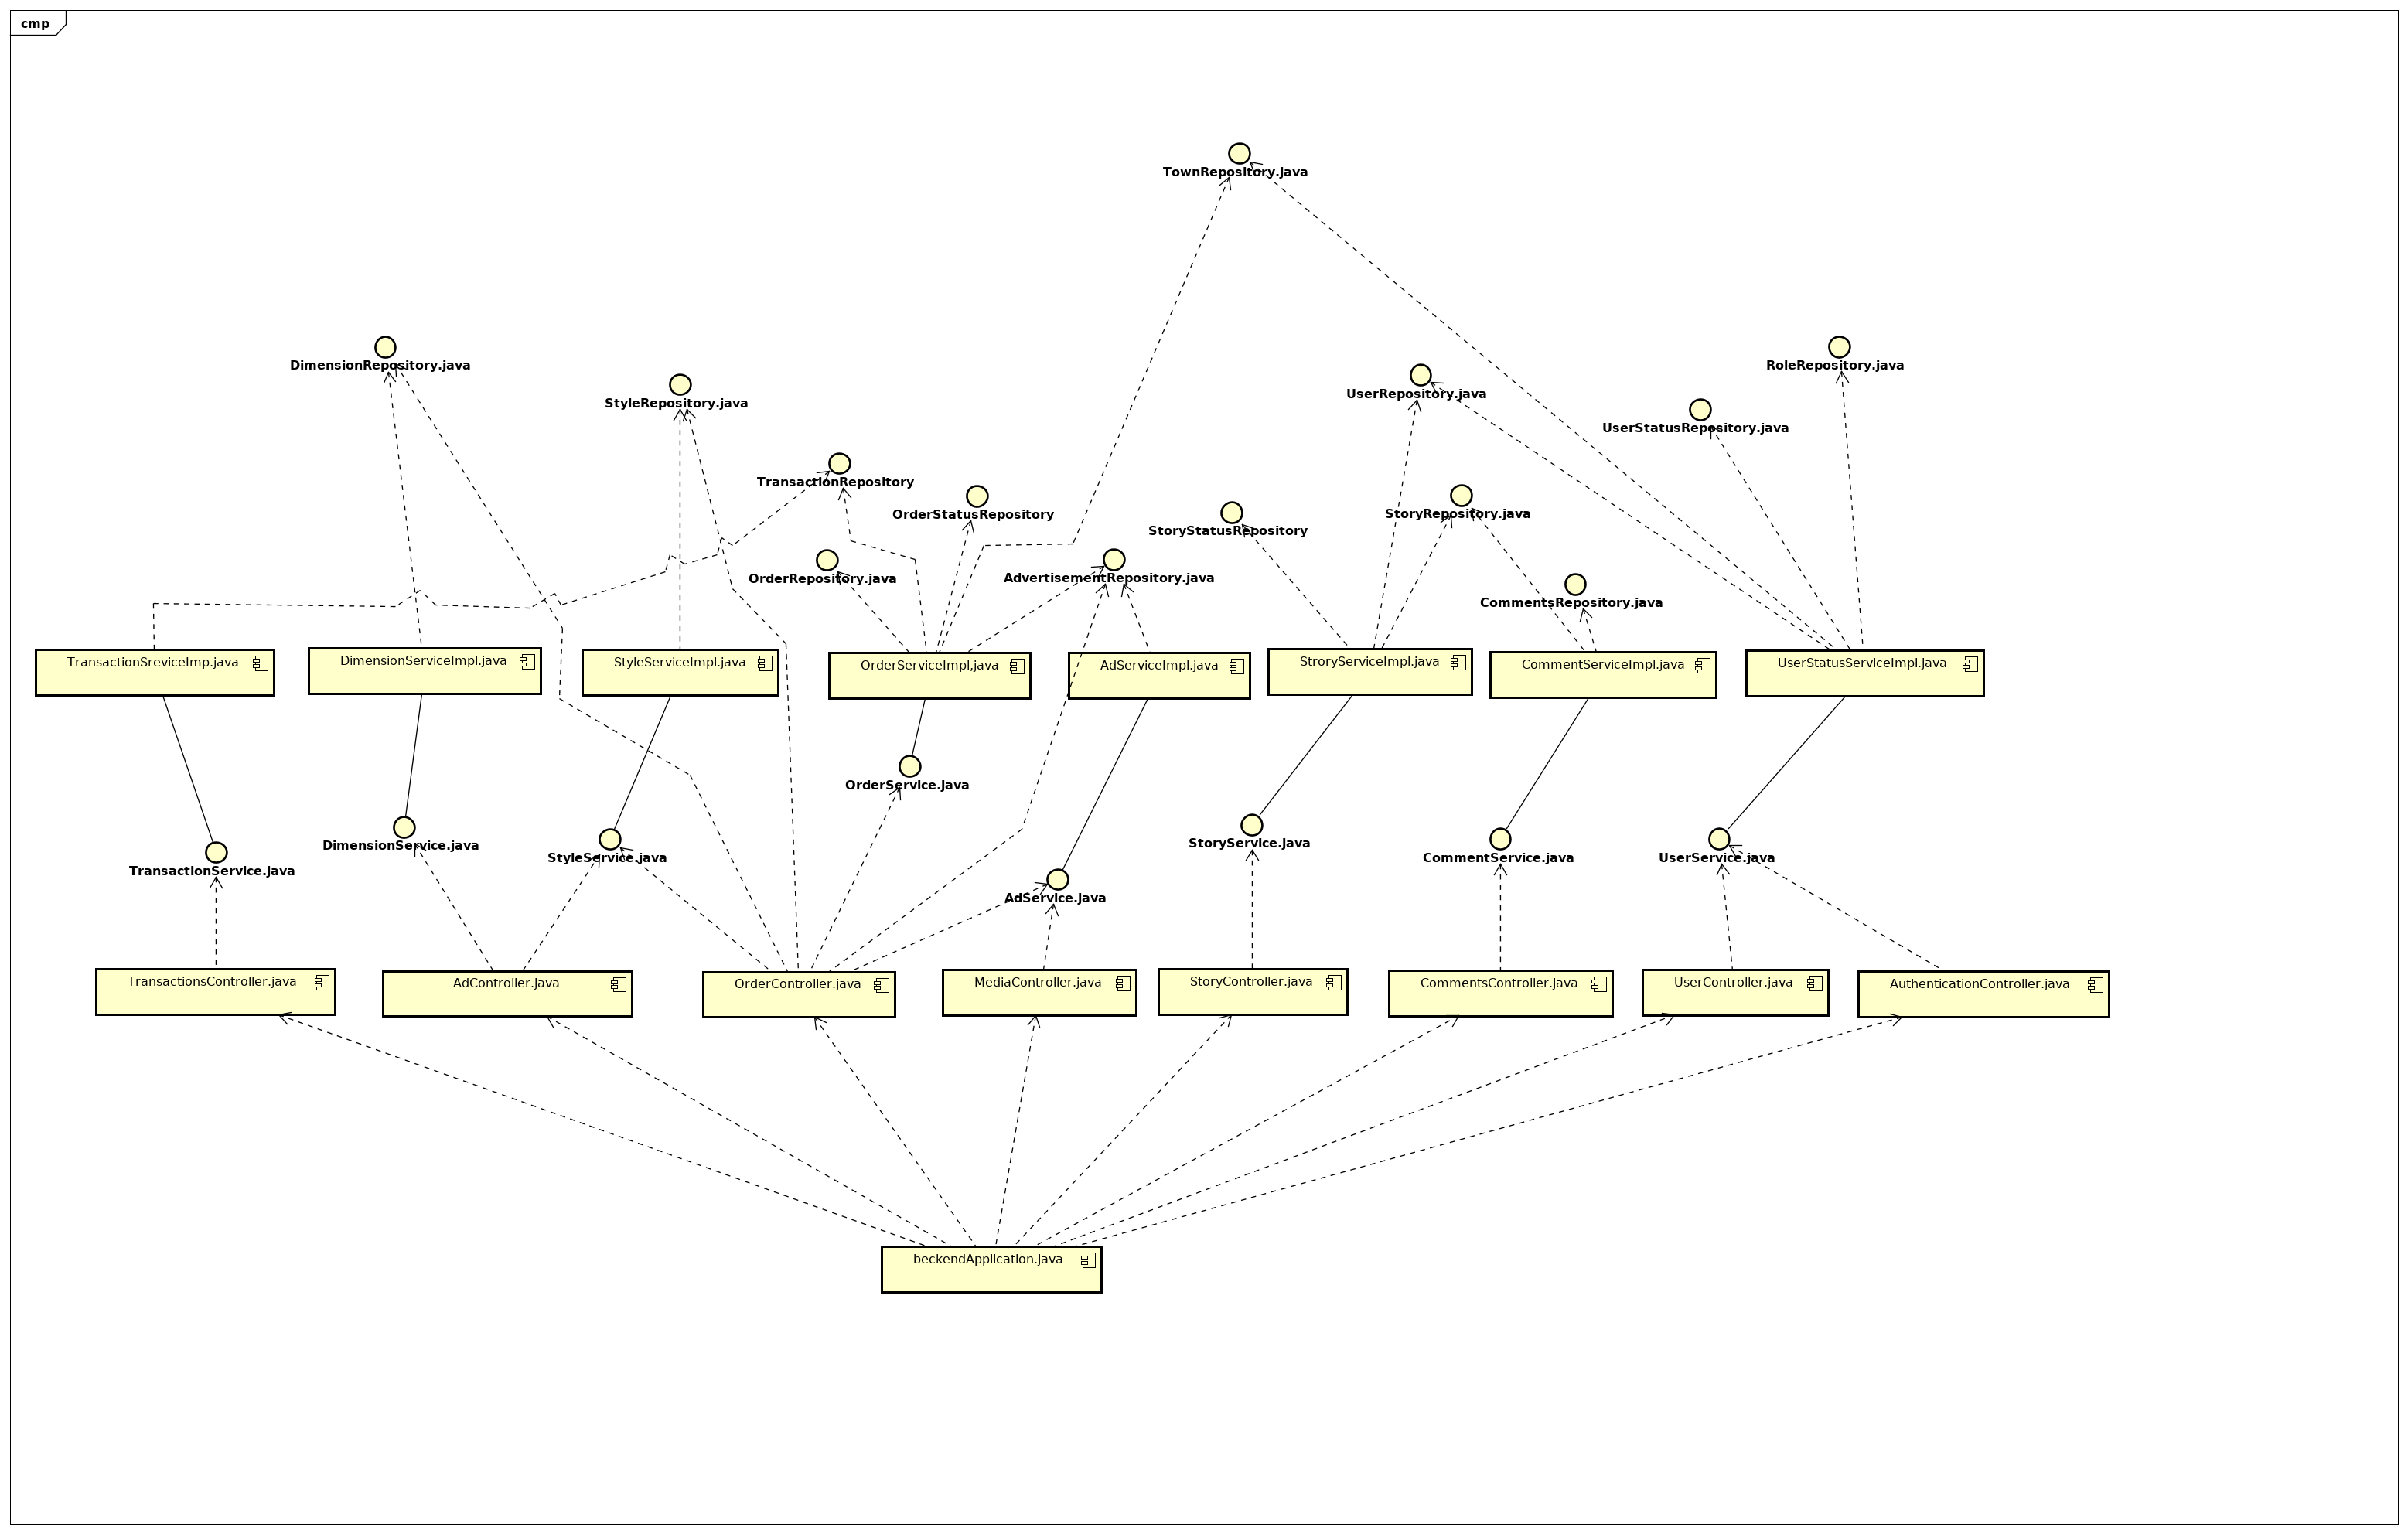 cmp
TownRepository.java
DimensionRepository.java
RoleRepository.java
StyleRepository.java
UserRepository.java
UserStatusRepository.java
TransactionRepository
OrderStatusRepository
StoryRepository.java
StoryStatusRepository
OrderRepository.java
AdvertisementRepository.java
CommentsRepository.java
TransactionSreviceImp.java
DimensionServiceImpl.java
StyleServiceImpl.java
OrderServiceImpl,java
AdServiceImpl.java
StroryServiceImpl.java
CommentServiceImpl.java
UserStatusServiceImpl.java
OrderService.java
DimensionService.java
StyleService.java
StoryService.java
CommentService.java
UserService.java
TransactionService.java
AdService.java
TransactionsController.java
AdController.java
OrderController.java
MediaController.java
StoryController.java
CommentsController.java
UserController.java
AuthenticationController.java
beckendApplication.java